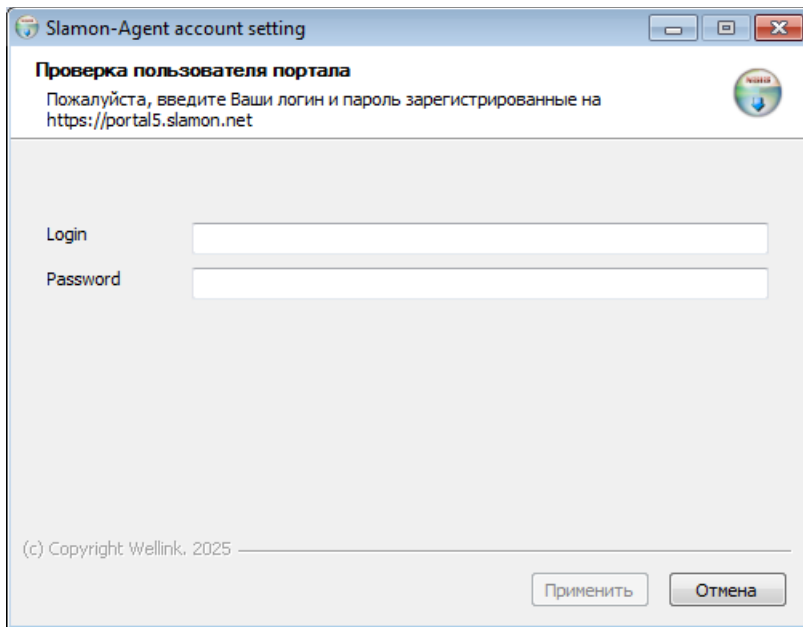 Slamon-Agent account setting
Проверка пользователя портала
Пожалуйста, введите Ваши логин и пароль зарегистрированные на
https://portal5.slamon.net
Login
Password
(c) Copyright Wellink, 2025
Применить
Отмена